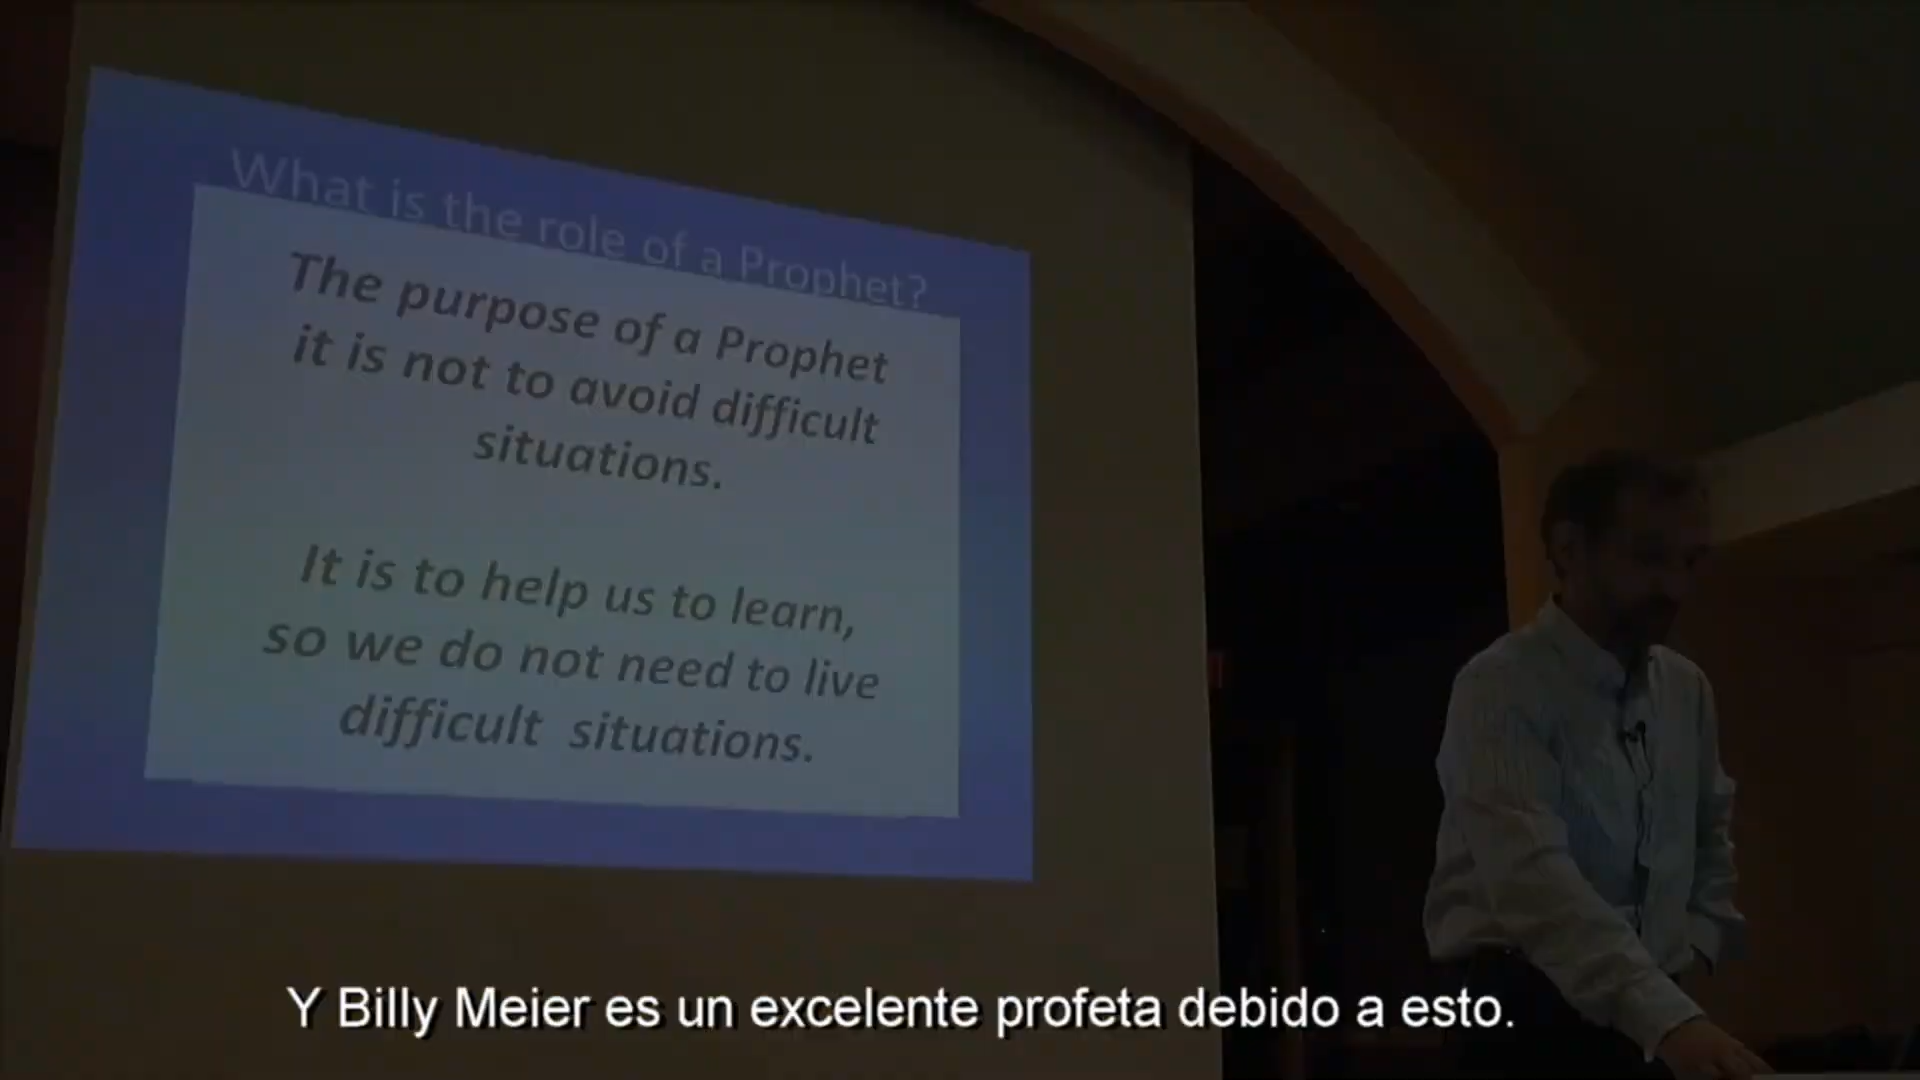 What is the role of a Prophet?
The purpose of a Prophet
it is not to avoid difficult
situations.
It is to help us to learn,
so we do not need to live
difficult situations.
Y Billy Meier es un excelente profeta debido a esto.